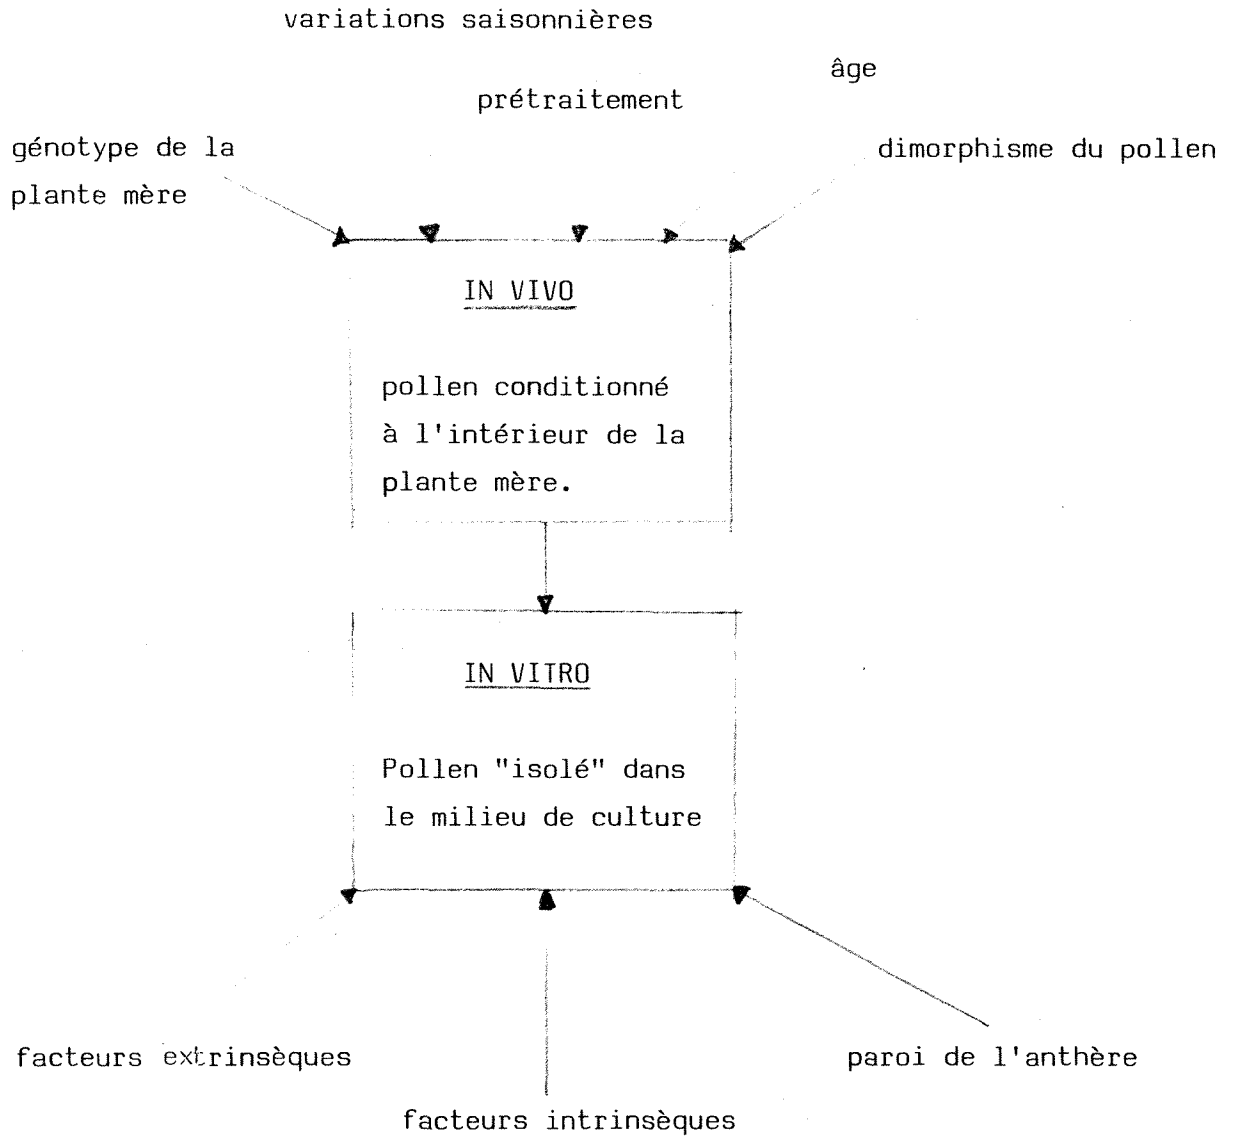 variations saisonnières
âge
prétraitement
génotype de la
plante mère
dimorphisme du pollen
IN VIVO
pollen conditionné
à l'intérieur de la
plante mère.
IN VITRO
Pollen "isolé" dans
le milieu de culture
facteurs extrinsèques
paroi de l'anthère
facteurs intrinsèques